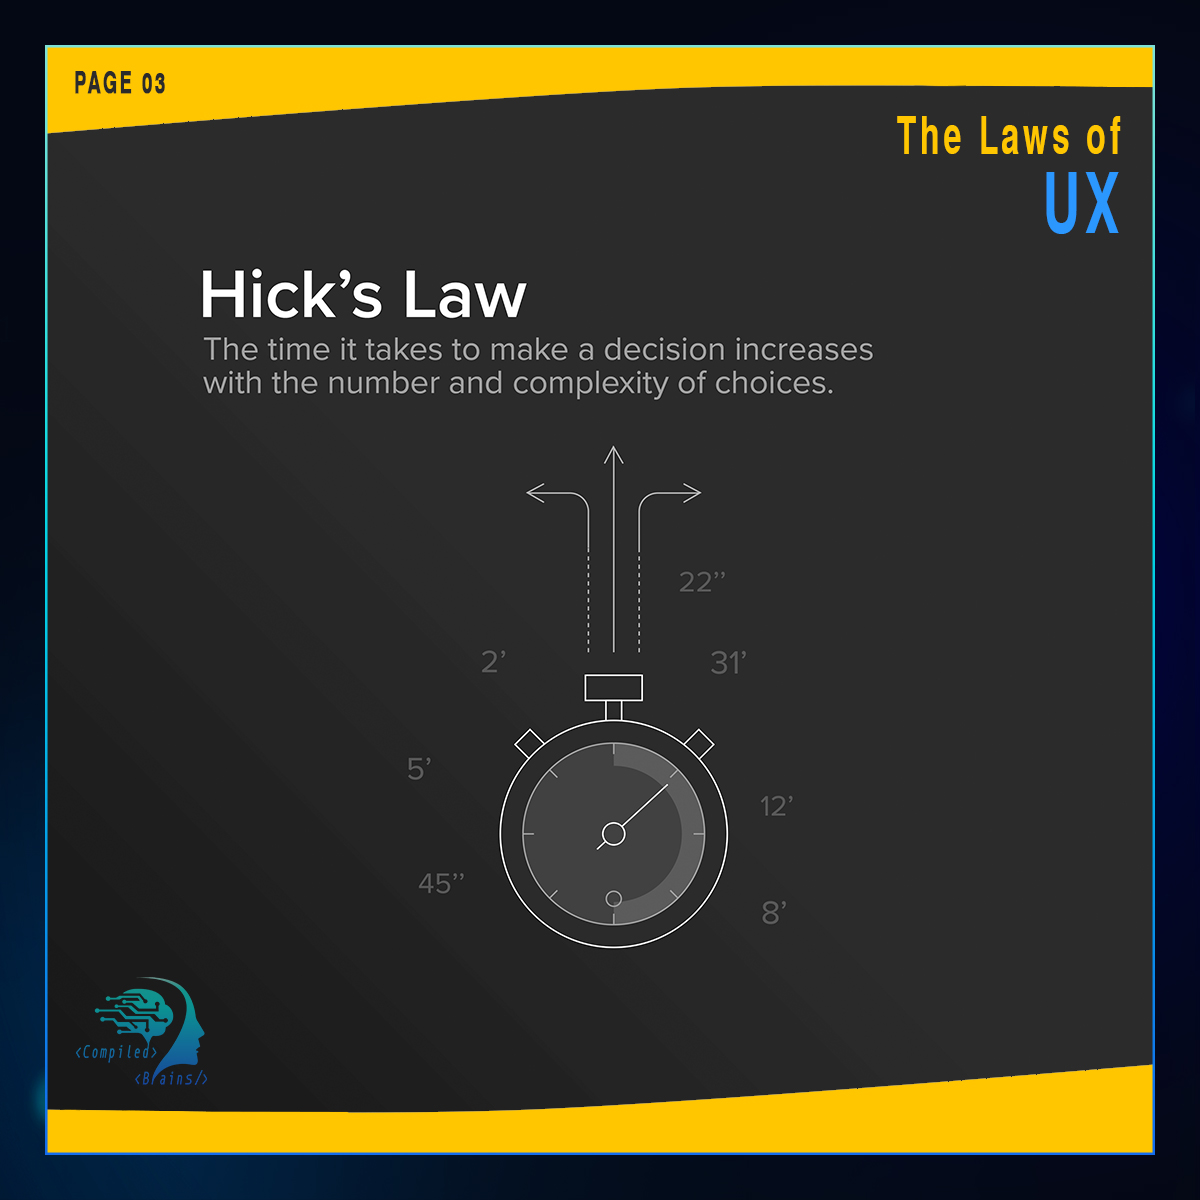 PAGE 03
The Laws of
UX
Hick’s Law
The time it takes to make a decision increases
with the number and complexity of choices.
22’’
2’
31’
5’
12’
45’’
8’
<Compiled>
<Brains/>